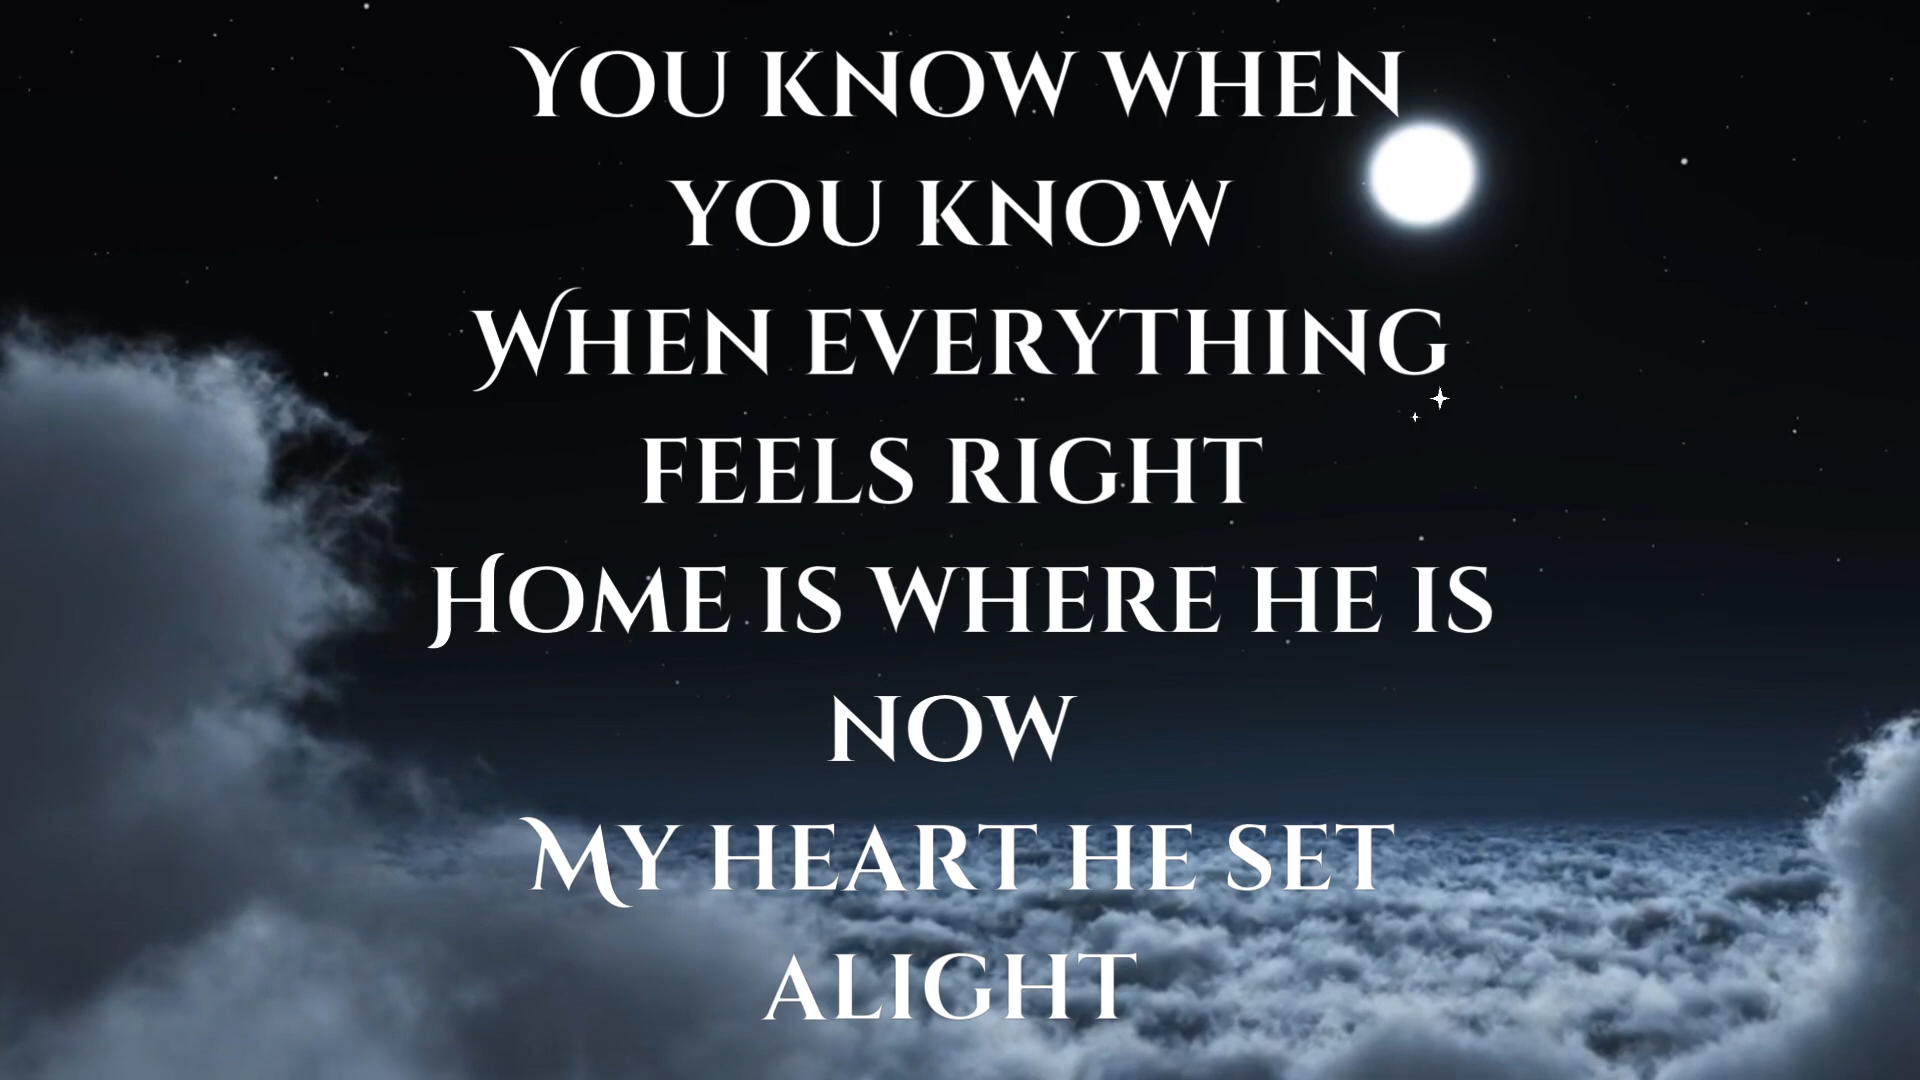 You know when
you know
When everything
feels right
Home is where he is
now
My heart he set
alight